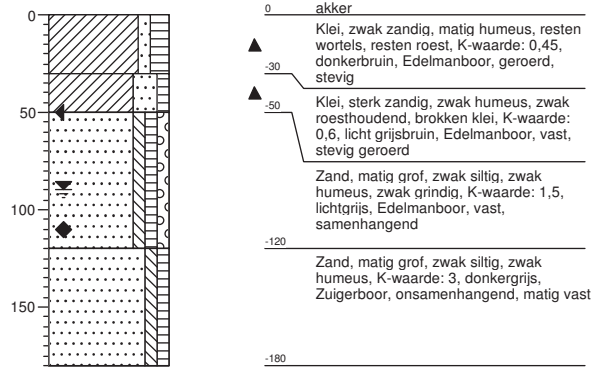 0
50
100
150
0
akker
Klei, zwak zandig, matig humeus, resten
wortels, resten roest, K-waarde: 0,45,
donkerbruin, Edelmanboor, geroerd,
stevig
-30
Klei, sterk zandig, zwak humeus, zwak
roesthoudend, brokken klei, K-waarde:
0,6, licht grijsbruin, Edelmanboor, vast,
stevig geroerd
-50
Zand, matig grof, zwak siltig, zwak
humeus, zwak grindig, K-waarde: 1,5,
lichtgrijs, Edelmanboor, vast,
samenhangend
-120
Zand, matig grof, zwak siltig, zwak
humeus, K-waarde: 3, donkergrijs,
Zuigerboor, onsamenhangend, matig vast
-180